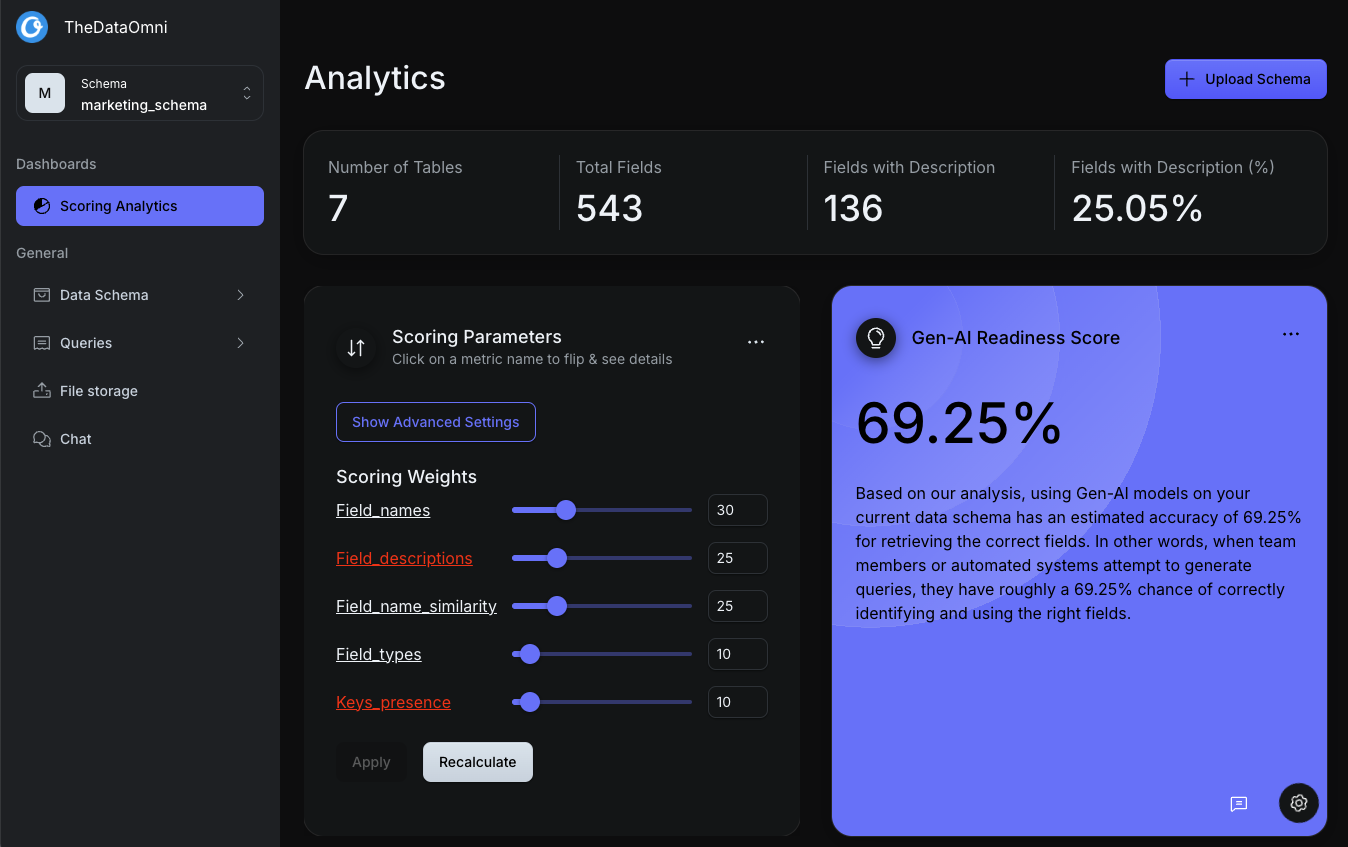 TheDataOmni
M
Schema
marketing_schema
Dashboards
Scoring Analytics
General
Data Schema
Queries
File storage
Chat
Analytics
Upload Schema
Number of Tables
7
Total Fields
543
Fields with Description
136
Fields with Description (%)
25.05%
Scoring Parameters
Click on a metric name to flip & see details
Show Advanced Settings
Scoring Weights
Field_names 30
Field_descriptions 25
Field_name_similarity 25
Field_types 10
Keys_presence 10
Apply Recalculate
Gen-AI Readiness Score
69.25%
Based on our analysis, using Gen-AI models on your
current data schema has an estimated accuracy of 69.25%
for retrieving the correct fields. In other words, when team
members or automated systems attempt to generate
queries, they have roughly a 69.25% chance of correctly
identifying and using the right fields.